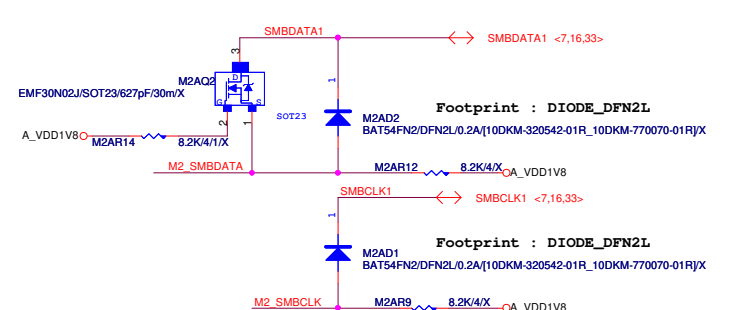 SMBDATA1
SMBDATA1 <7,16,33>
3
M2AQ2
D
G
S
EMF30N02J/SOT23/627pF/30m/X
SOT23
1
Footprint : DIODE_DFN2L
M2AD2
BAT54FN2/DFN2L/0.2A/[10DKM-320542-01R_10DKM-770070-01R]/X
2
1
A_VDD1V8
M2AR14
8.2K/4/1/X
M2_SMBDATA
M2AR12
8.2K/4/X
A_VDD1V8
SMBCLK1
SMBCLK1 <7,16,33>
1
Footprint : DIODE_DFN2L
M2AD1
BAT54FN2/DFN2L/0.2A/[10DKM-320542-01R_10DKM-770070-01R]/X
M2_SMBCLK
M2AR9
8.2K/4/X
A_VDD1V8